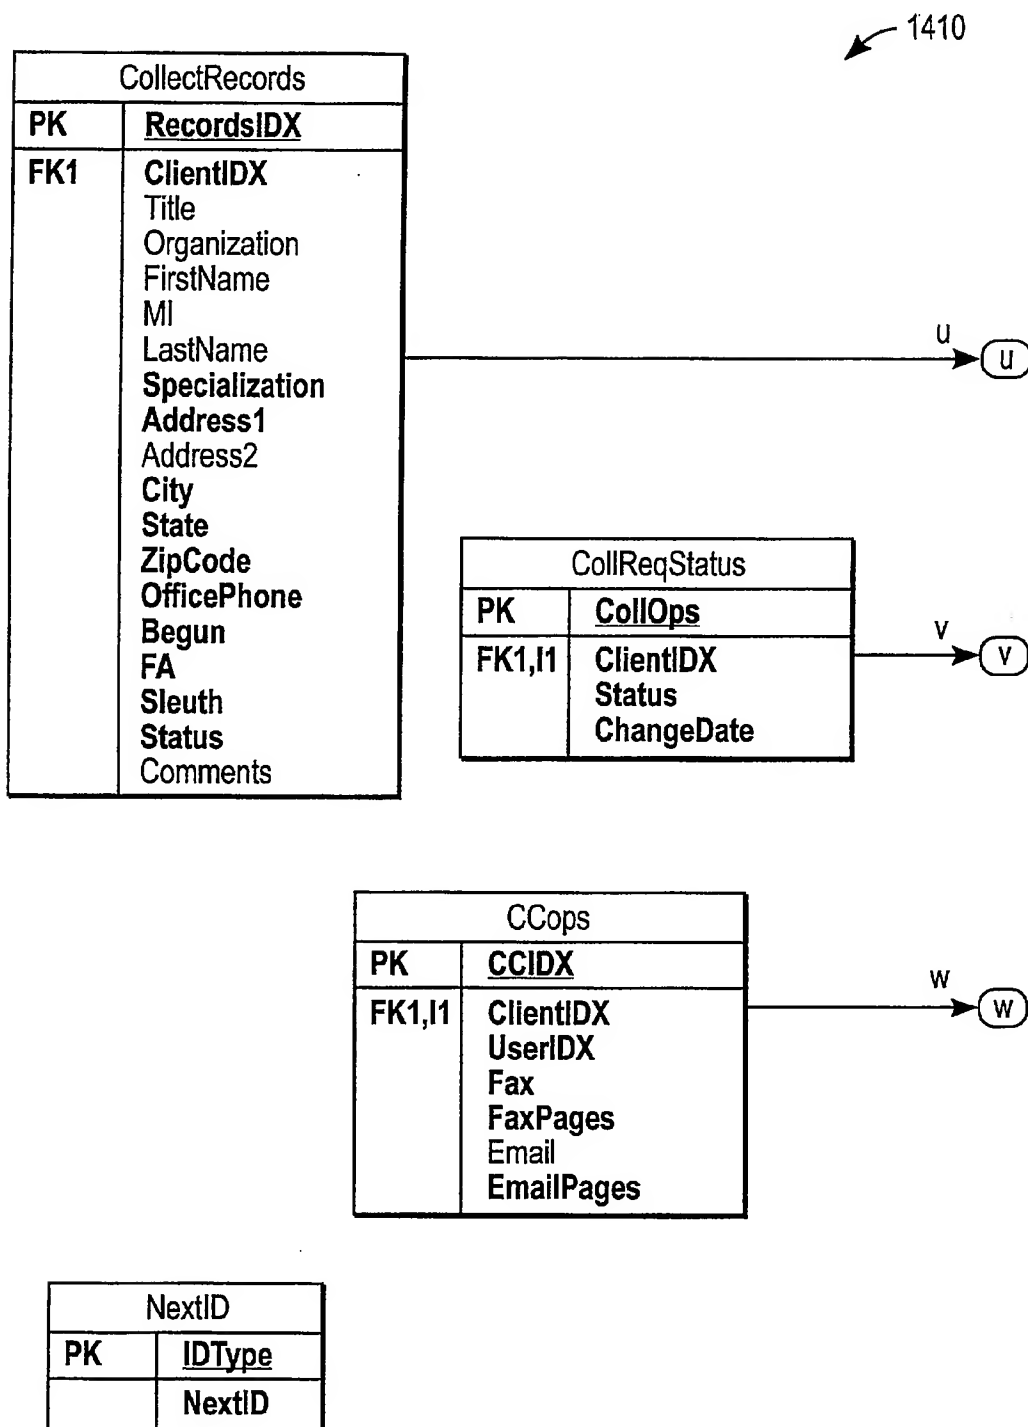 1410
CollectRecords
PK RecordsIDX
FK1 ClientIDX
Title
Organization
FirstName
MI
LastName
Specialization
Address1
Address2
City
State
ZipCode
OfficePhone
Begun
FA
Sleuth
Status
Comments
u
u
CollReqStatus
PK CollOps
FK1,I1 ClientIDX
Status
ChangeDate
v
v
CCops
PK CCIDX
FK1,I1 ClientIDX
UserIDX
Fax
FaxPages
Email
EmailPages
w
w
NextID
PK IDType
NextID